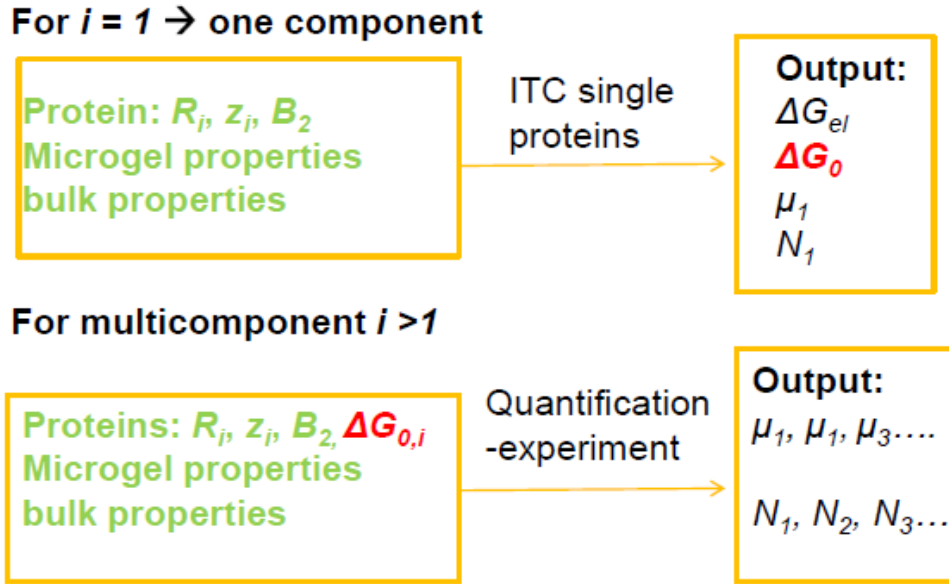 For i = 1 → one component
Protein: Rᵢ, zᵢ, B₂
Microgel properties
bulk properties
ITC single
proteins
Output:
ΔGₑₗ
ΔG₀
μ₁
N₁
For multicomponent i >1
Proteins: Rᵢ, zᵢ, B₂, ΔG₀,ᵢ
Microgel properties
bulk properties
Quantification
-experiment
Output:
μ₁, μ₁, μ₃....
N₁, N₂, N₃...